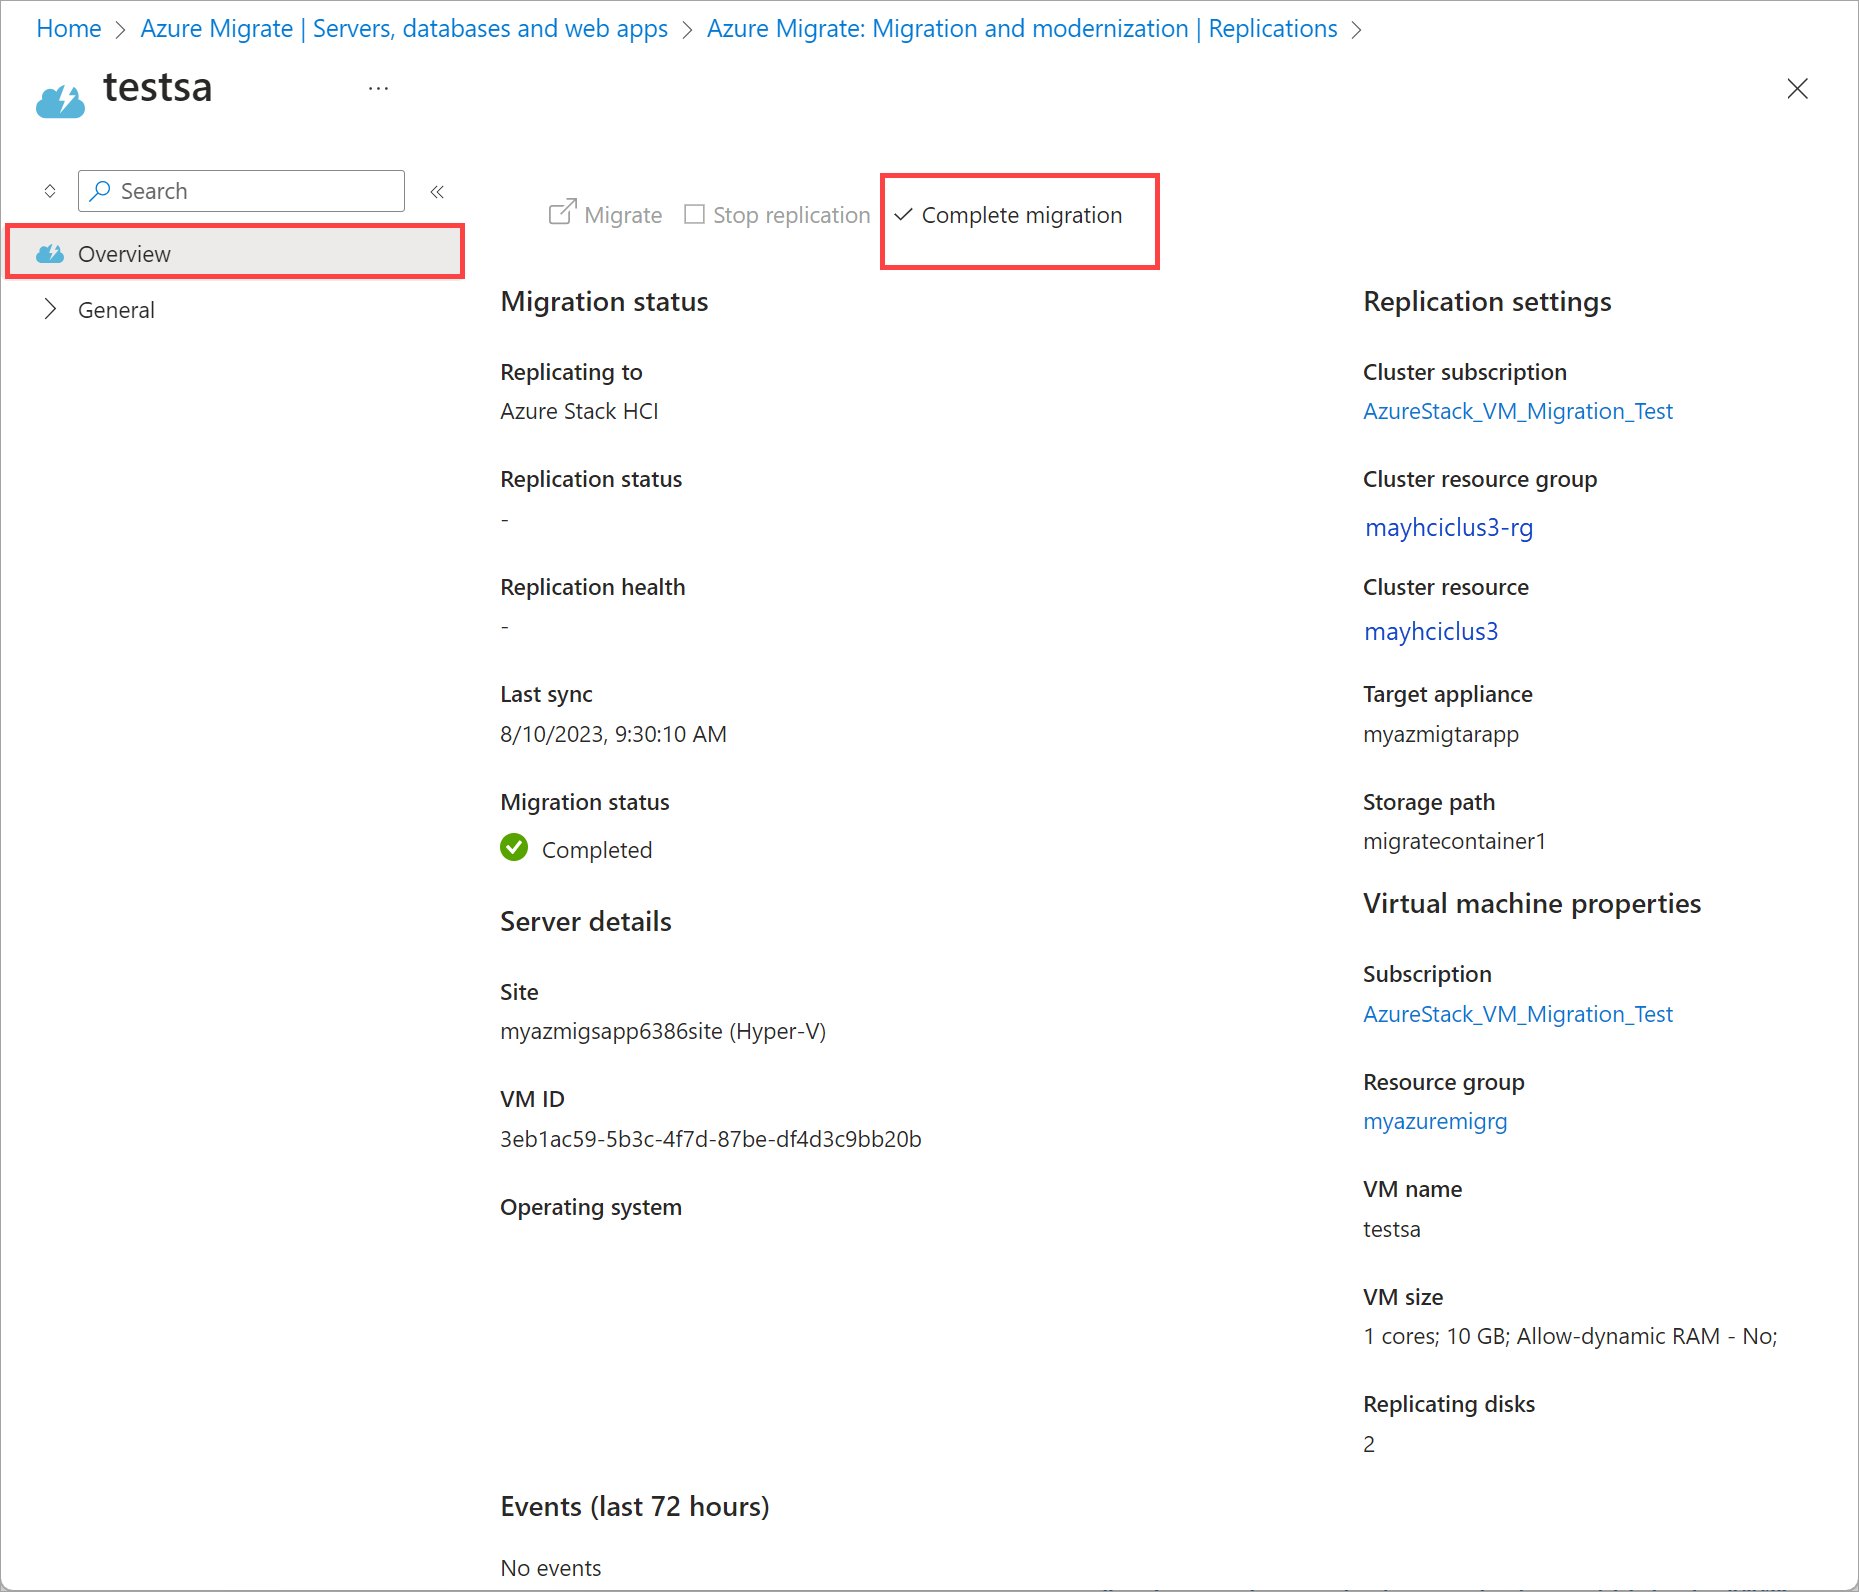 Home > Azure Migrate | Servers, databases and web apps > Azure Migrate: Migration and modernization | Replications >
testsa ...
Search
Overview
General
Migrate Stop replication Complete migration
Migration status
Replicating to
Azure Stack HCI
Replication status
-
Replication health
-
Last sync
8/10/2023, 9:30:10 AM
Migration status
Completed
Server details
Site
myazmigsapp6386site (Hyper-V)
VM ID
3eb1ac59-5b3c-4f7d-87be-df4d3c9bb20b
Operating system
Replication settings
Cluster subscription
AzureStack_VM_Migration_Test
Cluster resource group
mayhciclus3-rg
Cluster resource
mayhciclus3
Target appliance
myazmigtarapp
Storage path
migratecontainer1
Virtual machine properties
Subscription
AzureStack_VM_Migration_Test
Resource group
myazuremigrg
VM name
testsa
VM size
1 cores; 10 GB; Allow-dynamic RAM - No;
Replicating disks
2
Events (last 72 hours)
No events